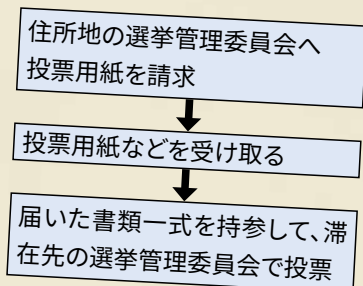 住所地の選挙管理委員会へ
投票用紙を請求
投票用紙などを受け取る
届いた書類一式を持参して、滞
在先の選挙管理委員会で投票